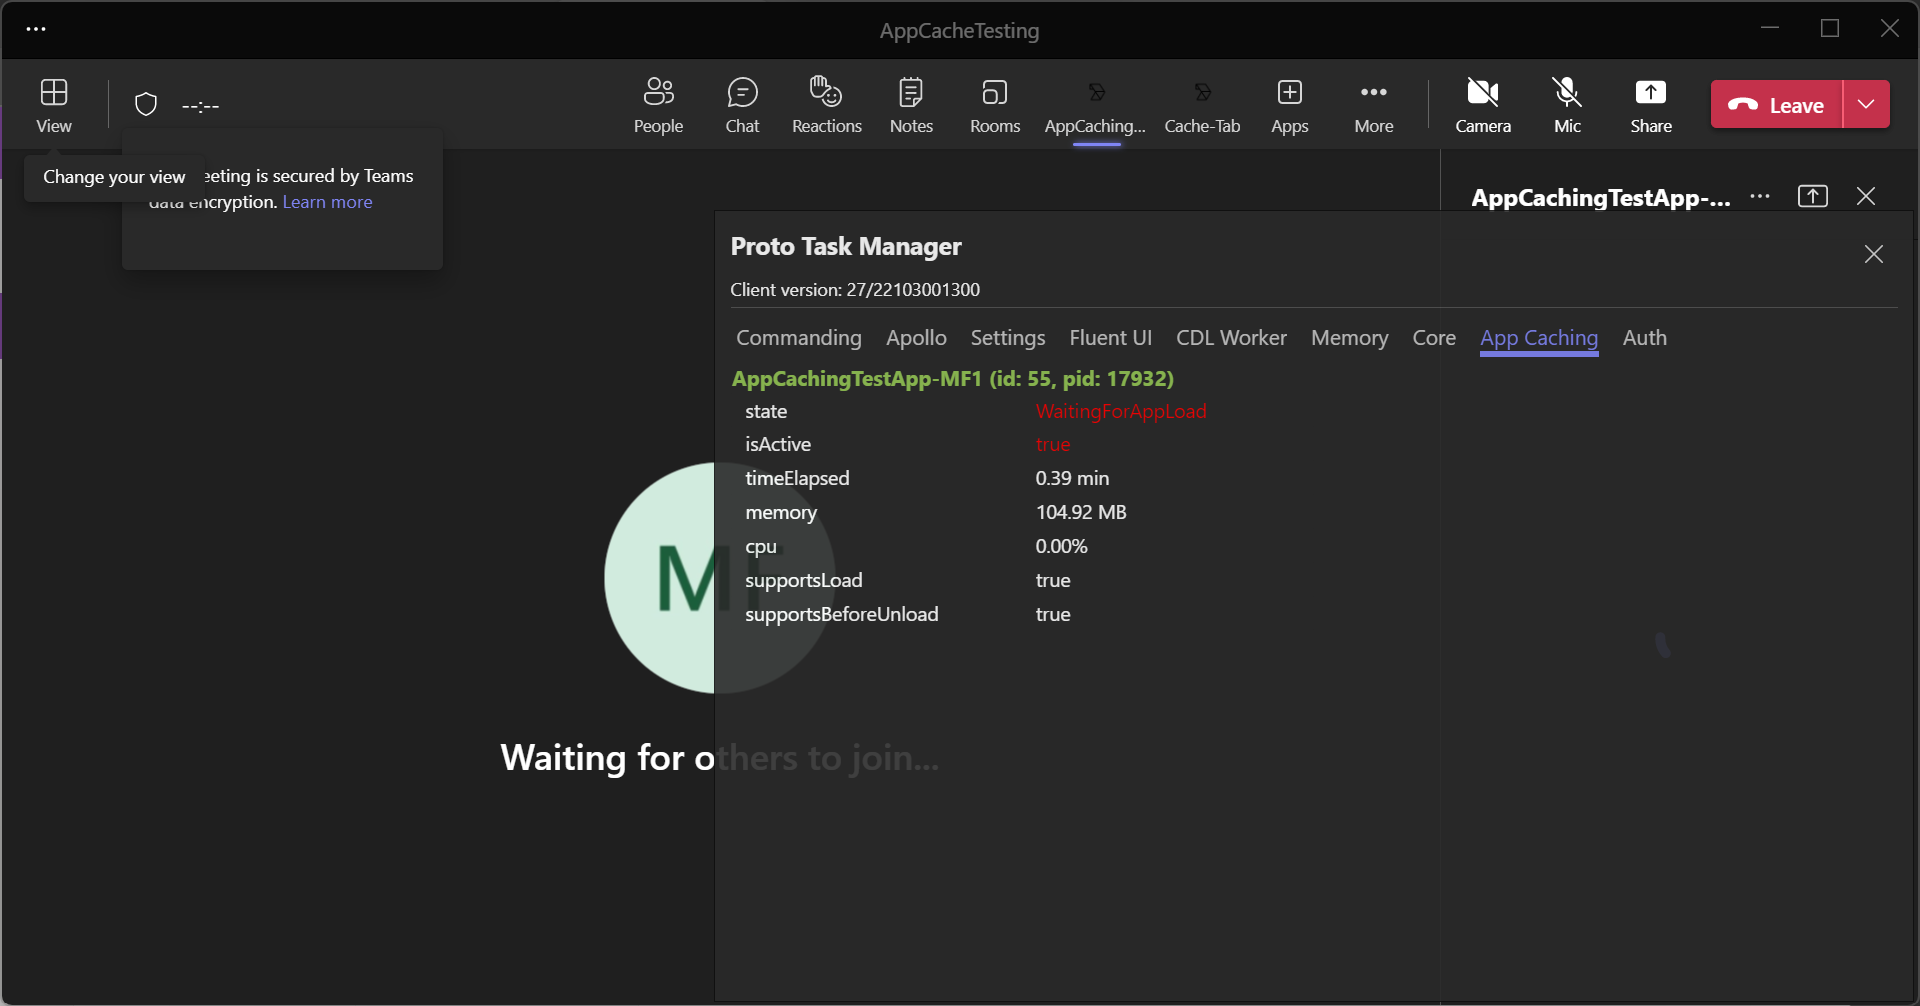 AppCacheTesting
View
--:--
People
Chat
Reactions
Notes
Rooms
AppCaching...
Cache-Tab
Apps
More
Camera
Mic
Share
Leave
Change your view
eeting is secured by Teams
data encryption. Learn more
AppCachingTestApp-...
Proto Task Manager
Client version: 27/22103001300
Commanding Apollo Settings Fluent UI CDL Worker Memory Core App Caching Auth
AppCachingTestApp-MF1 (id: 55, pid: 17932)
state WaitingForAppLoad
isActive true
timeElapsed 0.39 min
memory 104.92 MB
cpu 0.00%
supportsLoad true
supportsBeforeUnload true
MF
Waiting for others to join...